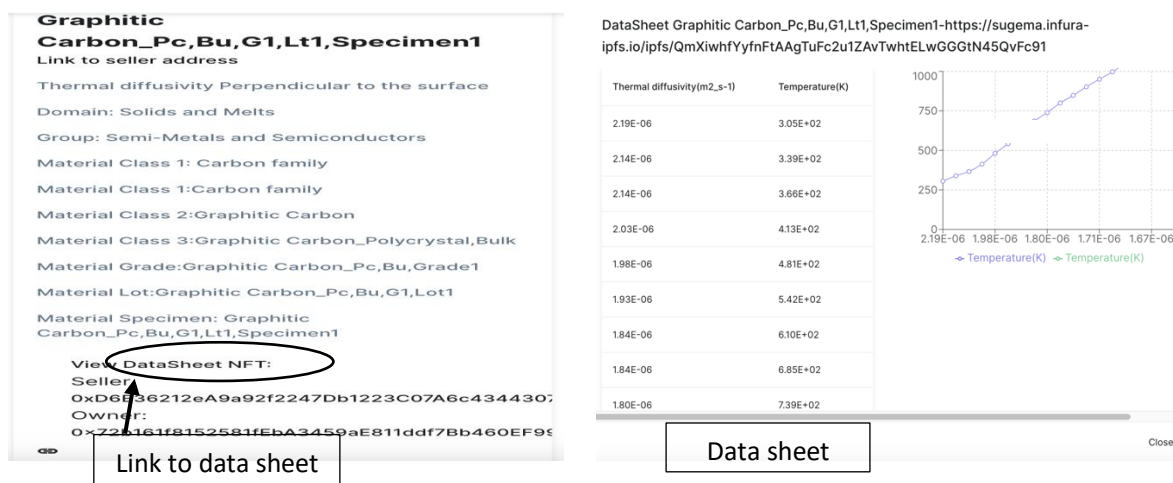 Graphitic
Carbon_Pc,Bu,G1,Lt1,Specimen1
Link to seller address
Thermal diffusivity Perpendicular to the surface
Domain: Solids and Melts
Group: Semi-Metals and Semiconductors
Material Class 1: Carbon family
Material Class 1:Carbon family
Material Class 2:Graphitic Carbon
Material Class 3:Graphitic Carbon_Polycrystal,Bulk
Material Grade:Graphitic Carbon_Pc,Bu,Grade1
Material Lot:Graphitic Carbon_Pc,Bu,G1,Lot1
Material Specimen: Graphitic
Carbon_Pc,Bu,G1,Lt1,Specimen1
View DataSheet NFT:
Seller
Owner:
Link to data sheet
DataSheet Graphitic Carbon_Pc,Bu,G1,Lt1,Specimen1-https://sugema.infura-
ipfs.io/ipfs/QmXiwhfYyfnFtAAgTuFc2u1ZAvTwhtELwGGGtN45QvFc91
Thermal diffusivity(m2_s-1) Temperature(K)
2.19E-06 3.05E+02
2.14E-06 3.39E+02
2.14E-06 3.66E+02
2.03E-06 4.13E+02
1.98E-06 4.81E+02
1.93E-06 5.42E+02
1.84E-06 6.10E+02
1.84E-06 6.85E+02
1.80E-06 7.39E+02
1000
750
500
250
0
2.19E-06 1.98E-06 1.80E-06 1.71E-06 1.67E-06
Temperature(K) Temperature(K)
Close
Data sheet